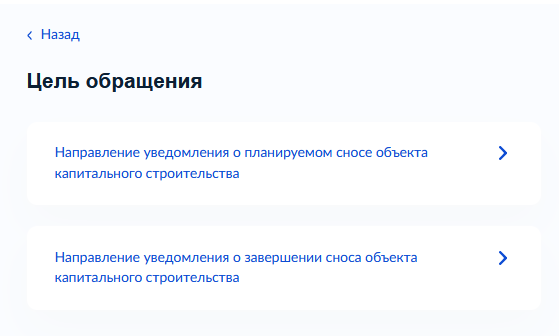 Назад
Цель обращения
Направление уведомления о планируемом сносе объекта
капитального строительства
Направление уведомления о завершении сноса объекта
капитального строительства